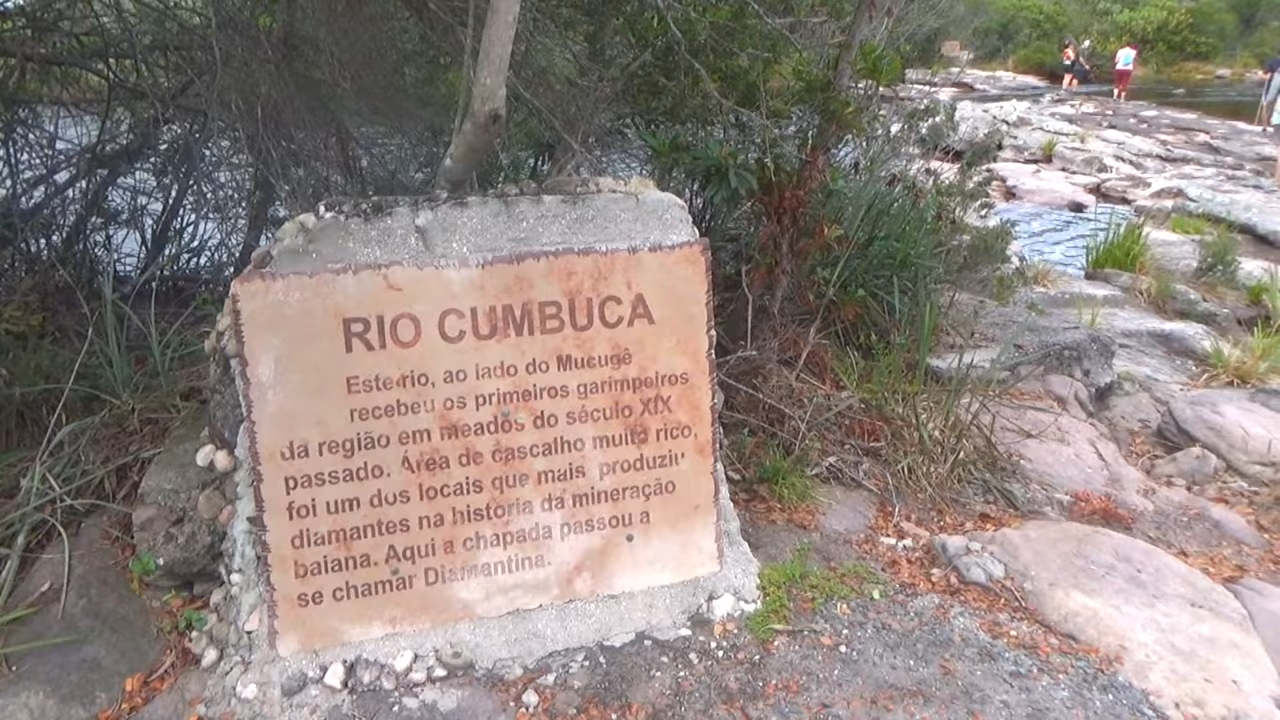 RIO CUMBUCA
Este rio, ao lado do Mucugê
recebeu os primeiros garimpeiros
da região em meados do século XIX
passado. Área de cascalho muito rico,
foi um dos locais que mais produziu
diamantes na historia da mineração
baiana. Aqui a chapada passou a
se chamar Diamantina.